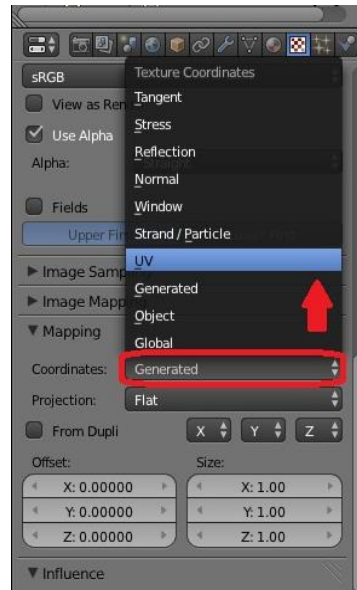 sRGB
Texture Coordinates
View as Ren
Tangent
Use Alpha
Stress
Alpha:
Reflection
Normal
Fields
Window
Upper Fir
Strand / Particle
UV
Image Samp
Generated
Image Mapp
Object
Mapping
Global
Coordinates:
Generated
Projection:
Flat
From Dupli
X
Y
Z
Offset:
Size:
X: 0.00000
X: 1.00
Y: 0.00000
Y: 1.00
Z: 0.00000
Z: 1.00
Influence